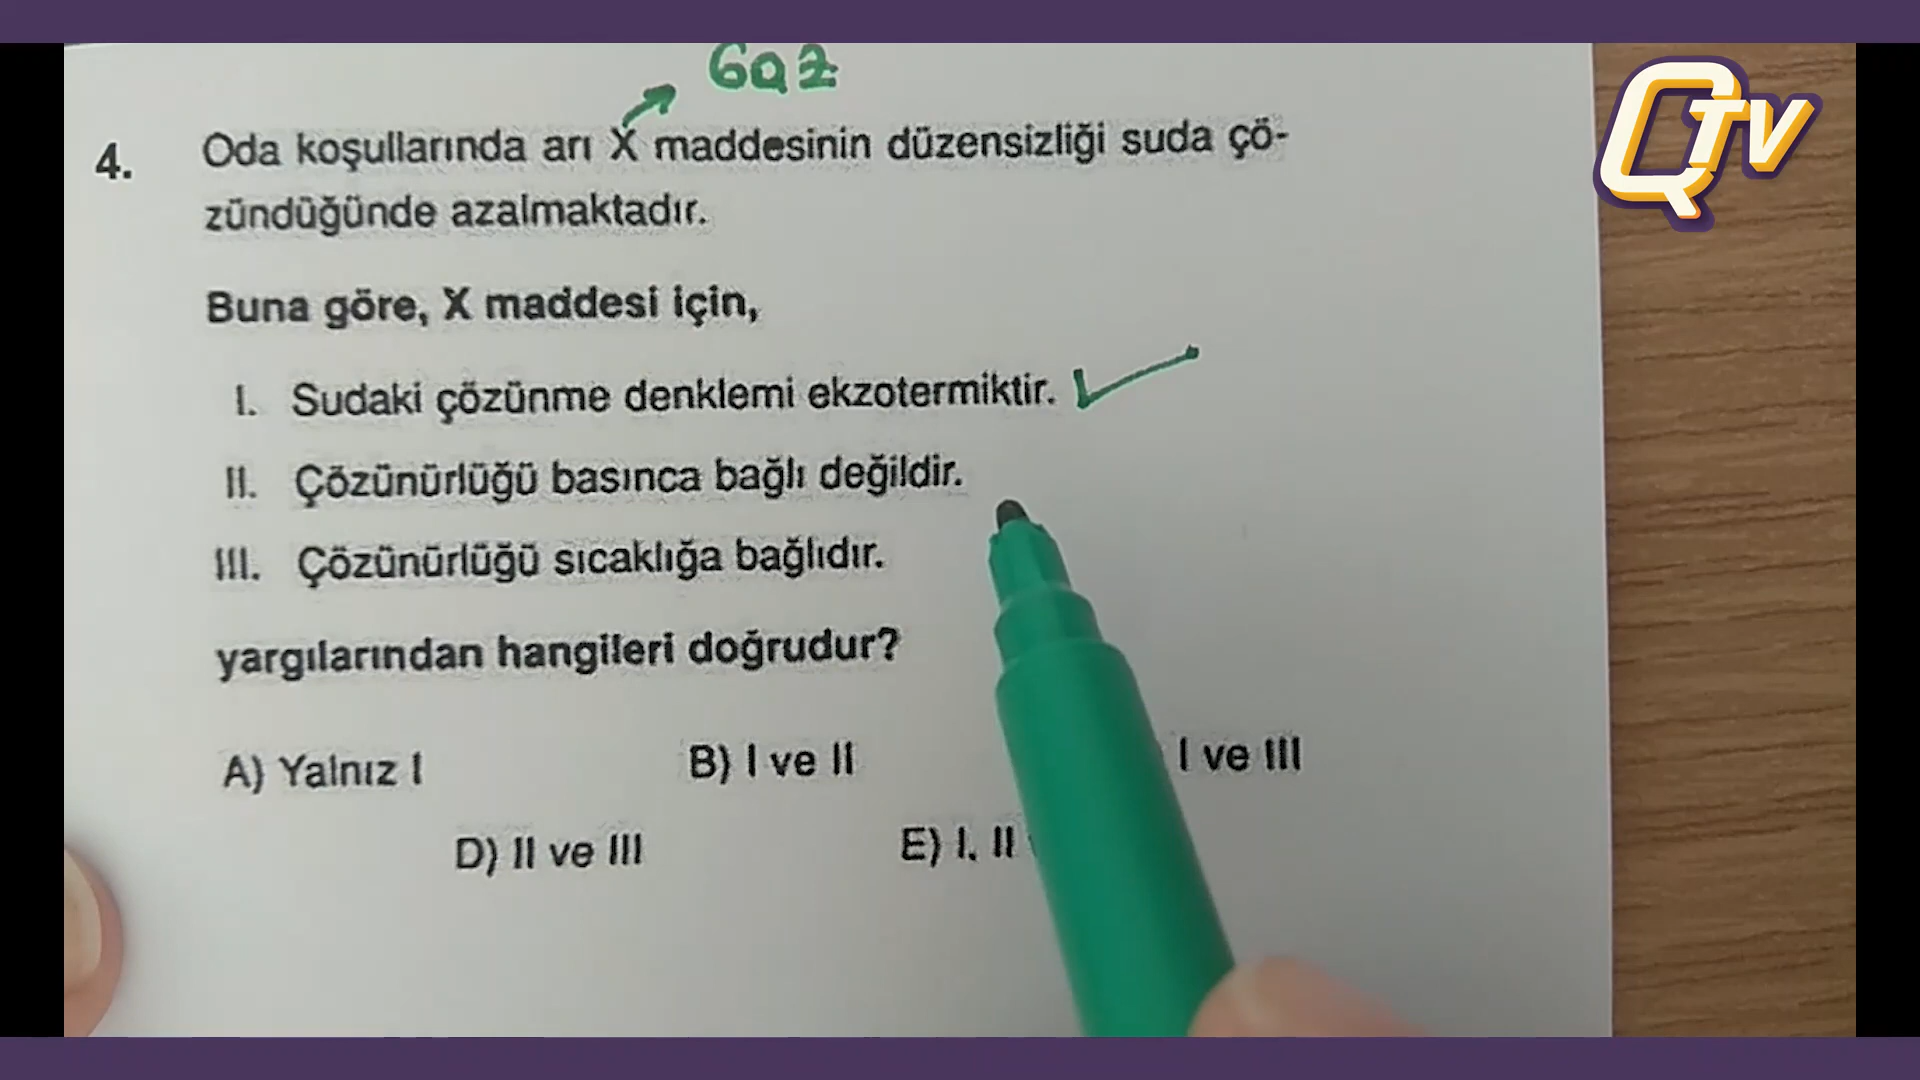 Gaz
QTV
4. Oda koşullarında arı X maddesinin düzensizliği suda çö-
zündüğünde azalmaktadır.
Buna göre, X maddesi için,
I. Sudaki çözünme denklemi ekzotermiktir.
II. Çözünürlüğü basınca bağlı değildir.
III. Çözünürlüğü sıcaklığa bağlıdır.
yargılarından hangileri doğrudur?
A) Yalnız I
B) I ve II
I ve III
D) II ve III
E) I, II